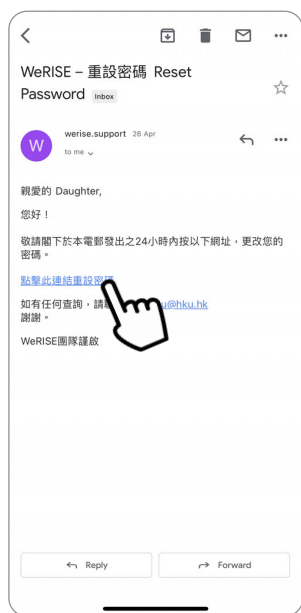 WeRISE – 重設密碼 Reset
Password Inbox
W
werise.support 26 Apr
to me
親愛的 Daughter,
您好！
敬請閣下於本電郵發出之24小時內按以下網址，更改您的
密碼。
點擊此連結重設密碼
如有任何查詢，請 u@hku.hk
謝謝。
WeRISE團隊謹啟
Reply
Forward